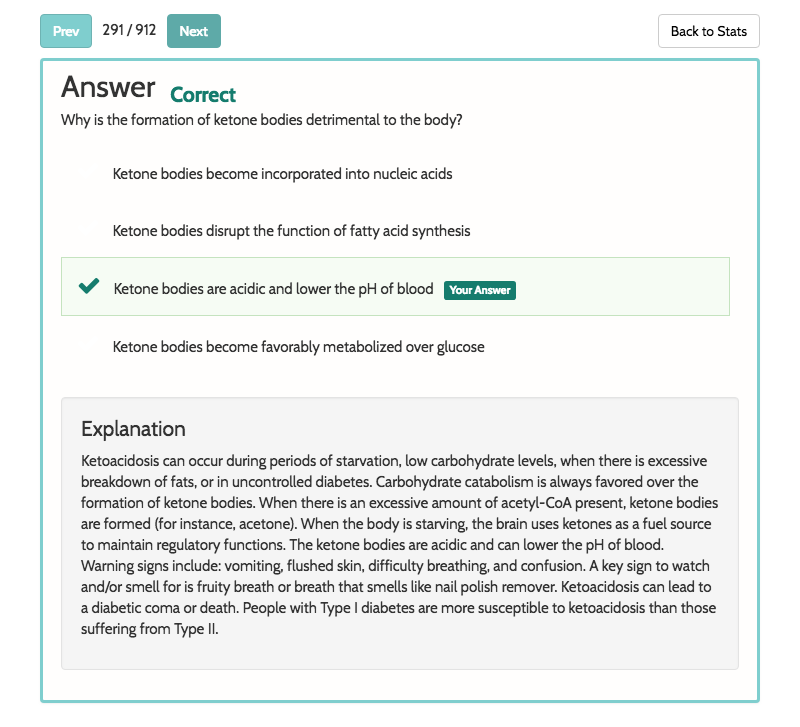 Prev 291 / 912 Next Back to Stats
Answer Correct
Why is the formation of ketone bodies detrimental to the body?
Ketone bodies become incorporated into nucleic acids
Ketone bodies disrupt the function of fatty acid synthesis
Ketone bodies are acidic and lower the pH of blood Your Answer
Ketone bodies become favorably metabolized over glucose
Explanation
Ketoacidosis can occur during periods of starvation, low carbohydrate levels, when there is excessive
breakdown of fats, or in uncontrolled diabetes. Carbohydrate catabolism is always favored over the
formation of ketone bodies. When there is an excessive amount of acetyl-CoA present, ketone bodies
are formed (for instance, acetone). When the body is starving, the brain uses ketones as a fuel source
to maintain regulatory functions. The ketone bodies are acidic and can lower the pH of blood.
Warning signs include: vomiting, flushed skin, difficulty breathing, and confusion. A key sign to watch
and/or smell for is fruity breath or breath that smells like nail polish remover. Ketoacidosis can lead to
a diabetic coma or death. People with Type I diabetes are more susceptible to ketoacidosis than those
suffering from Type II.